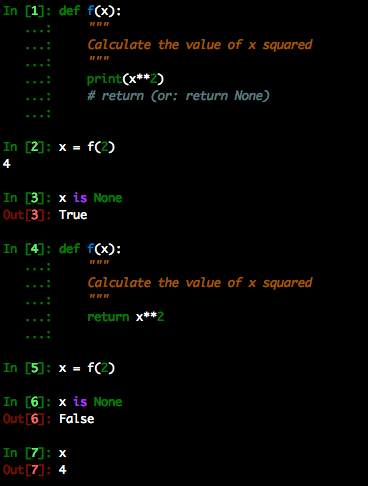 In [1]: def f(x):
   ...:     """
   ...:     Calculate the value of x squared
   ...:     """
   ...:     print(x**2)
   ...:     # return (or: return None)
   ...:
In [2]: x = f(2)
4
In [3]: x is None
Out[3]: True
In [4]: def f(x):
   ...:     """
   ...:     Calculate the value of x squared
   ...:     """
   ...:     return x**2
   ...:
In [5]: x = f(2)
In [6]: x is None
Out[6]: False
In [7]: x
Out[7]: 4